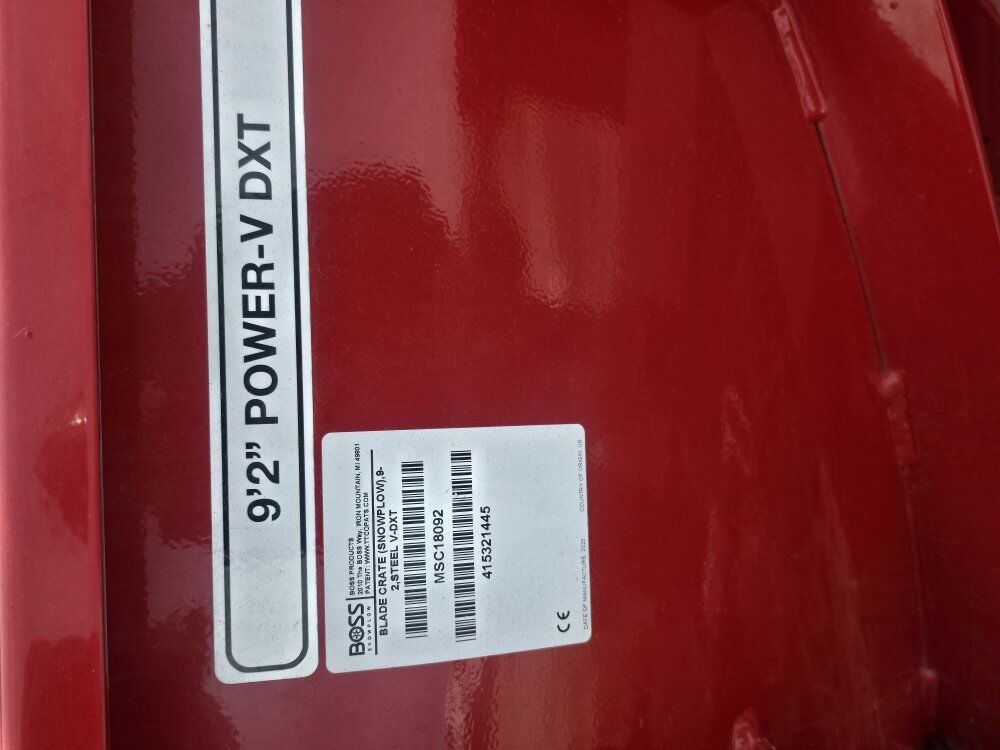 9'2” POWER-V DXT
BOSS
SNOWPLOW
BOSS PRODUCTS
2010 The BOSS Way, IRON MOUNTAIN, MI 49801
PATENT: WWW.TTCOPATS.COM
BLADE CRATE (SNOWPLOW),9-
2,STEEL V-DXT
MSC18092
415321445
CE
DATE OF MANUFACTURE: 2023
COUNTRY OF ORIGIN: US